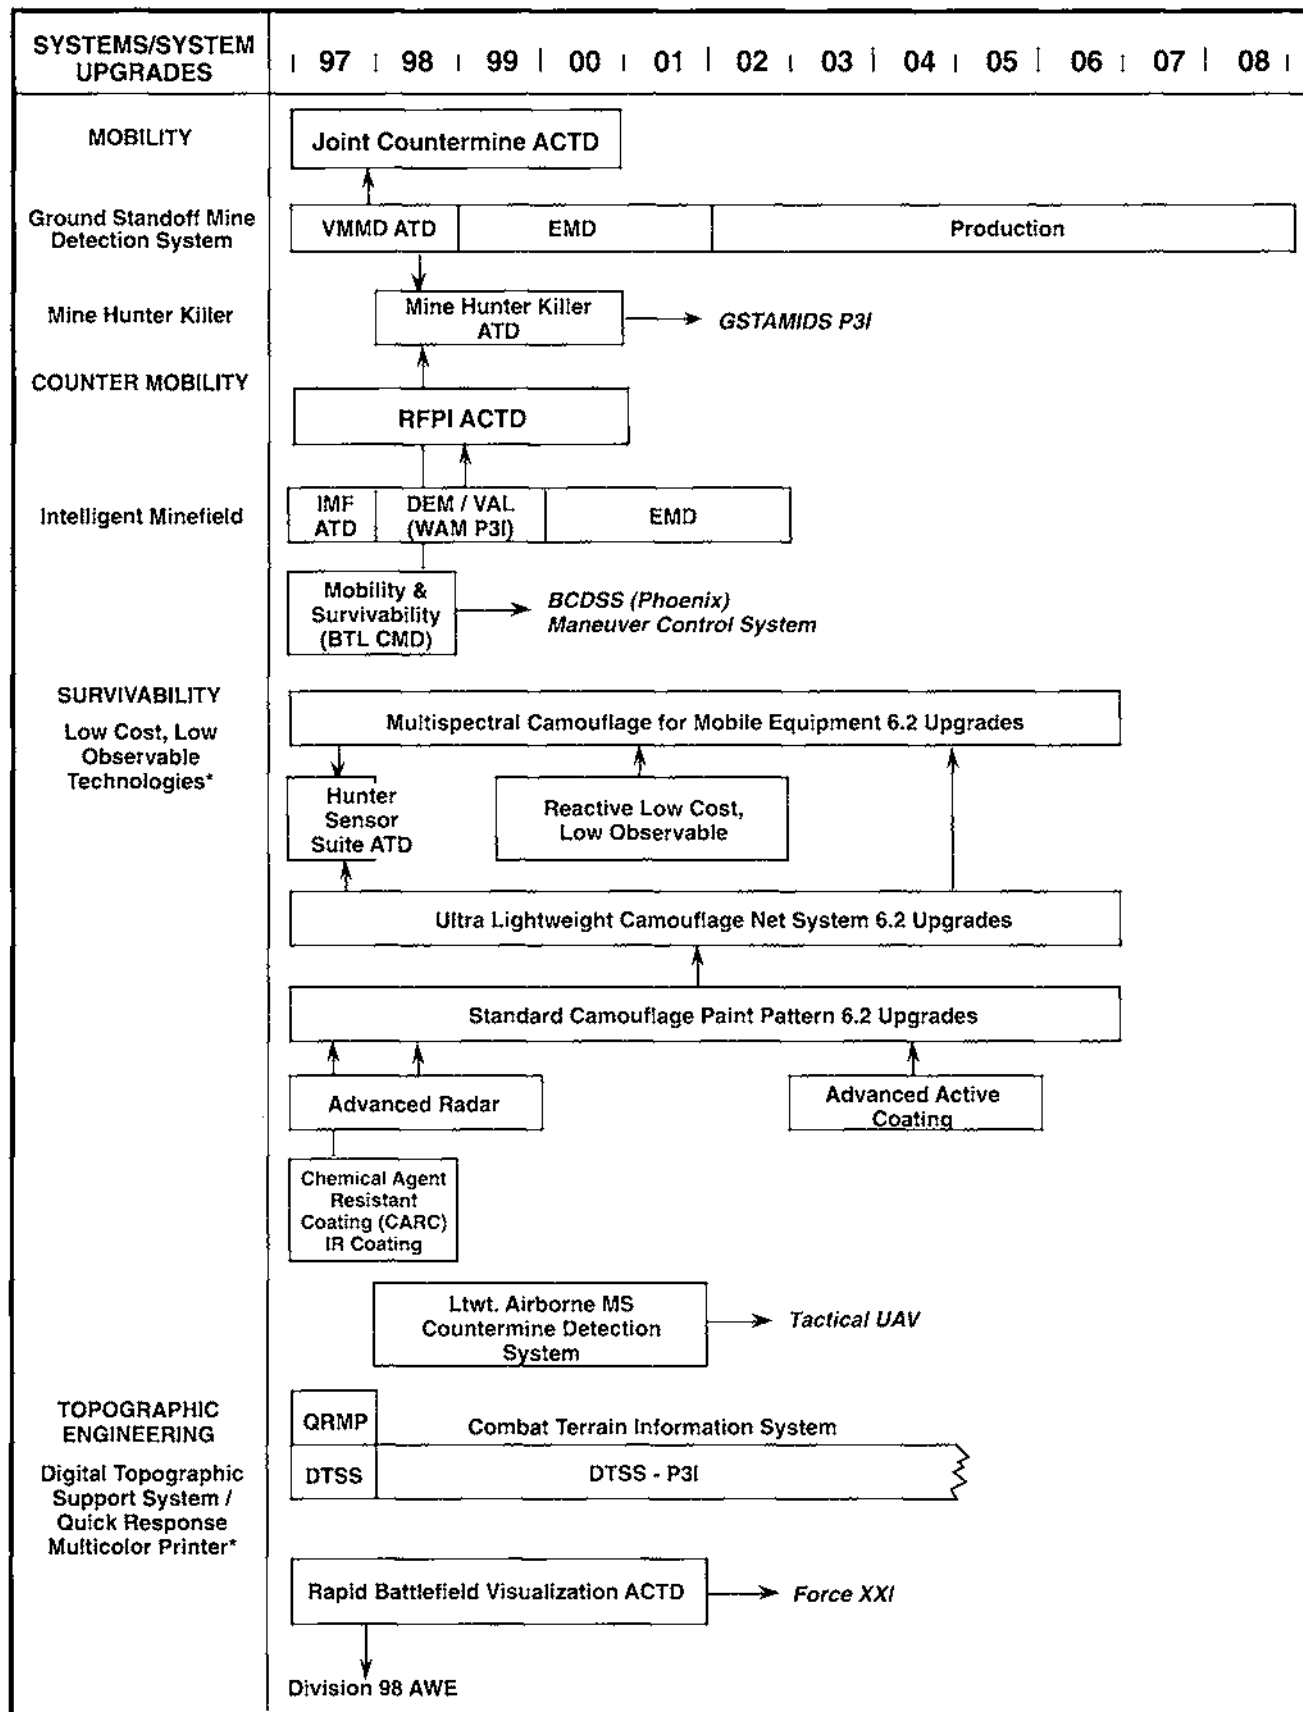 SYSTEMS/SYSTEM
UPGRADES
97 98 99 00 01 02 03 04 05 06 07 08
MOBILITY
Joint Countermine ACTD
Ground Standoff Mine
Detection System
VMMD ATD
EMD
Production
Mine Hunter Killer
Mine Hunter Killer
ATD
GSTAMIDS P3I
COUNTER MOBILITY
RFPI ACTD
Intelligent Minefield
IMF
ATD
DEM / VAL
(WAM P3I)
EMD
Mobility &
Survivability
(BTL CMD)
BCDSS (Phoenix)
Maneuver Control System
SURVIVABILITY
Low Cost, Low
Observable
Technologies*
Multispectral Camouflage for Mobile Equipment 6.2 Upgrades
Hunter
Sensor
Suite ATD
Reactive Low Cost,
Low Observable
Ultra Lightweight Camouflage Net System 6.2 Upgrades
Standard Camouflage Paint Pattern 6.2 Upgrades
Advanced Radar
Advanced Active
Coating
Chemical Agent
Resistant
Coating (CARC)
IR Coating
Ltwt. Airborne MS
Countermine Detection
System
Tactical UAV
TOPOGRAPHIC
ENGINEERING
Digital Topographic
Support System /
Quick Response
Multicolor Printer*
QRMP
Combat Terrain Information System
DTSS
DTSS - P3I
Rapid Battlefield Visualization ACTD
Force XXI
Division 98 AWE